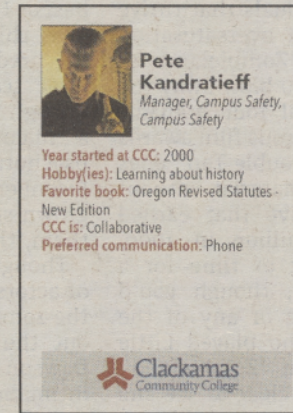 Pete
Kandratieff
Manager, Campus Safety,
Campus Safety
Year started at CCC: 2000
Hobby(ies): Learning about history
Favorite book: Oregon Revised Statutes -
New Edition
CCC is: Collaborative
Preferred communication: Phone
Clackamas
Community College